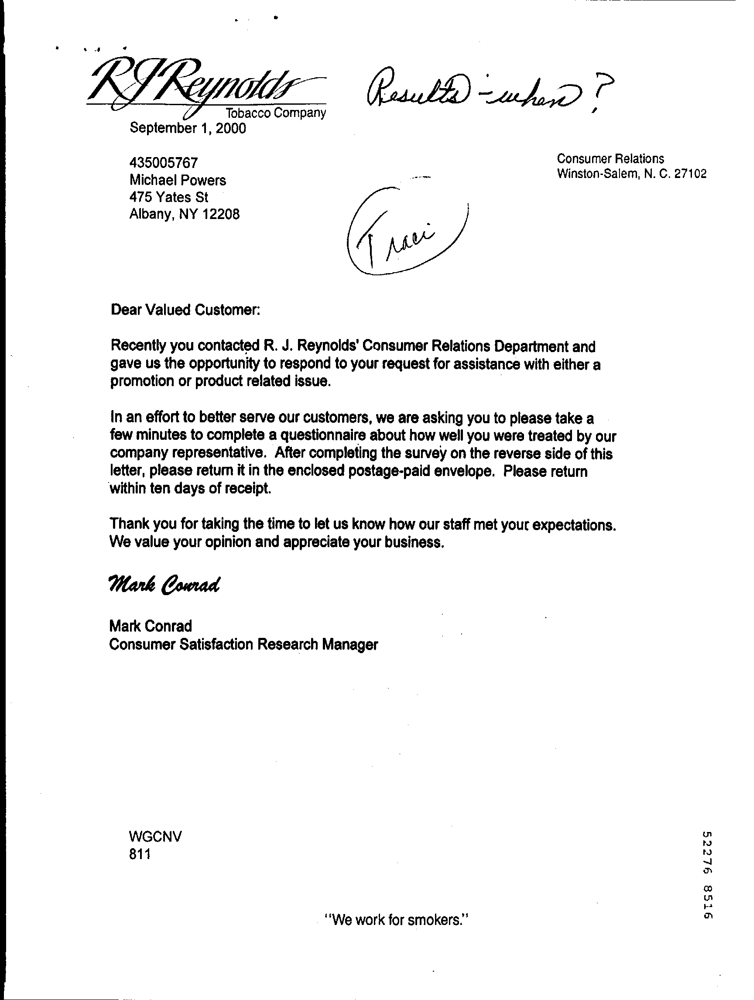 RJReynolds
Tobacco Company
Results - when?
September 1, 2000
435005767
Michael Powers
475 Yates St
Albany, NY 12208
Consumer Relations
Winston-Salem, N. C. 27102
Traci
Dear Valued Customer:
Recently you contacted R. J. Reynolds' Consumer Relations Department and
gave us the opportunity to respond to your request for assistance with either a
promotion or product related issue.
In an effort to better serve our customers, we are asking you to please take a
few minutes to complete a questionnaire about how well you were treated by our
company representative.  After completing the survey on the reverse side of this
letter, please return it in the enclosed postage-paid envelope.  Please return
within ten days of receipt.
Thank you for taking the time to let us know how our staff met your expectations.
We value your opinion and appreciate your business.
Mark Conrad
Mark Conrad
Consumer Satisfaction Research Manager
WGCNV
811
52276 8516
"We work for smokers."